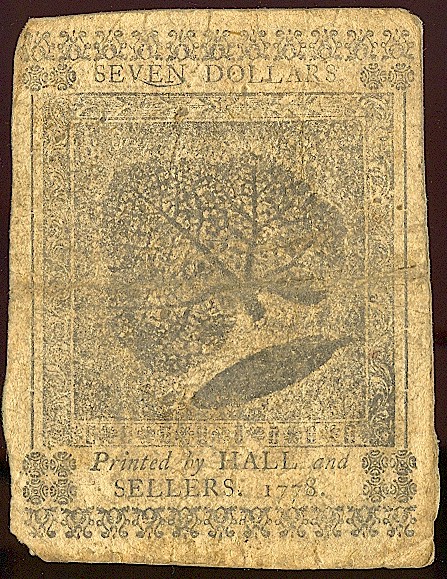 SEVEN DOLLARS.
Printed by HALL and
SELLERS. 1778.